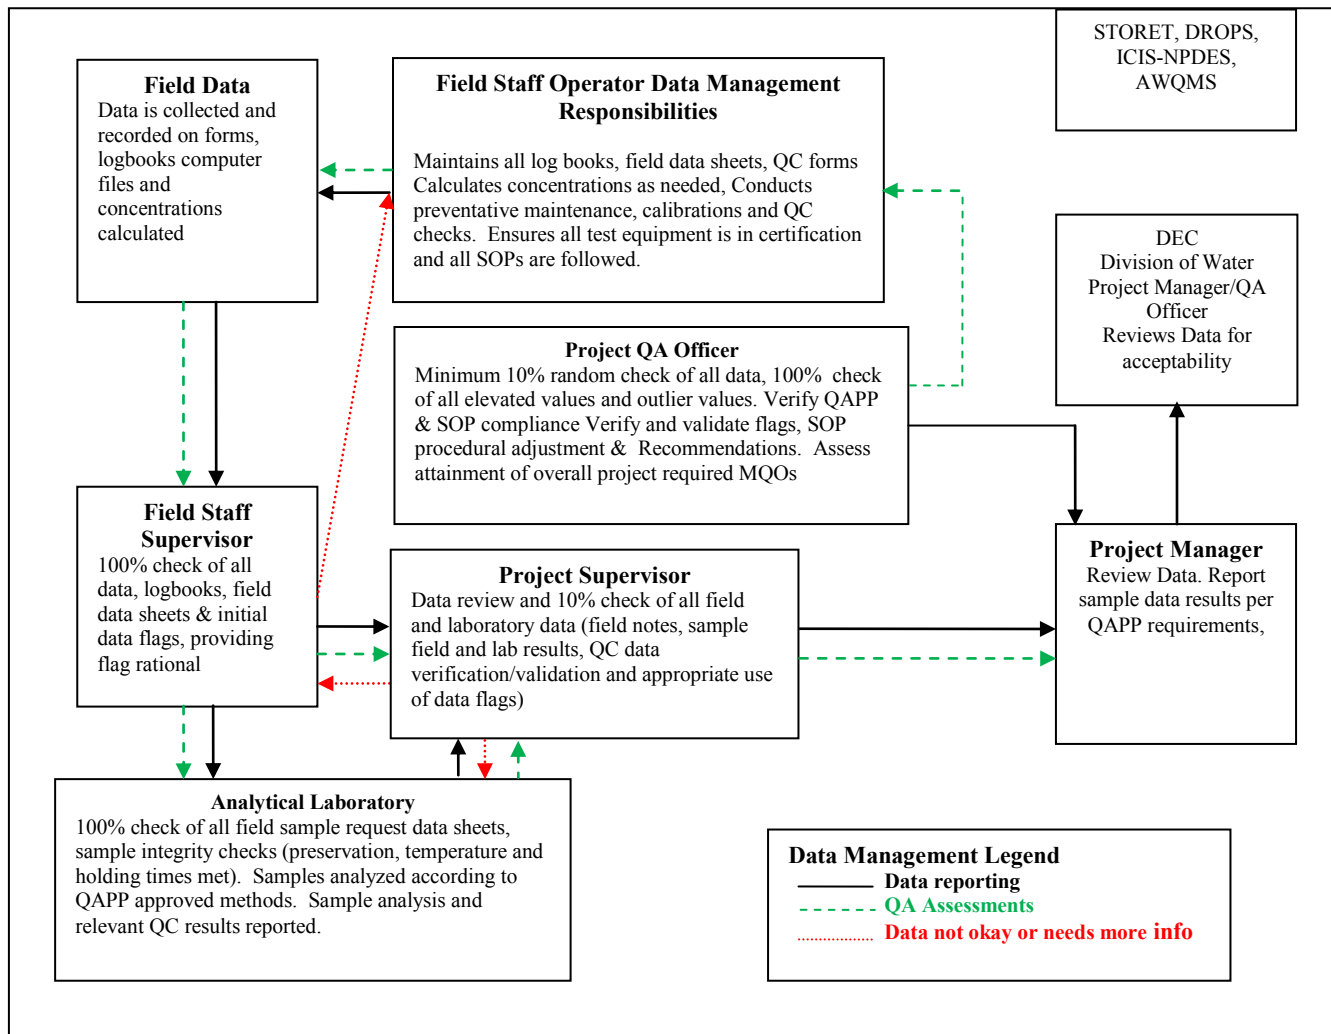 STORET, DROPS,
ICIS-NPDES,
AWQMS
Field Data
Data is collected and
recorded on forms,
logbooks computer
files and
concentrations
calculated
Field Staff Operator Data Management
Responsibilities
Maintains all log books, field data sheets, QC forms
Calculates concentrations as needed, Conducts
preventative maintenance, calibrations and QC
checks.  Ensures all test equipment is in certification
and all SOPs are followed.
DEC
Division of Water
Project Manager/QA
Officer
Reviews Data for
acceptability
Project QA Officer
Minimum 10% random check of all data, 100%  check
of all elevated values and outlier values. Verify QAPP
& SOP compliance Verify and validate flags, SOP
procedural adjustment &  Recommendations.  Assess
attainment of overall project required MQOs
Field Staff
Supervisor
100% check of all
data, logbooks, field
data sheets & initial
data flags, providing
flag rational
Project Supervisor
Data review and 10% check of all field
and laboratory data (field notes, sample
field and lab results, QC data
verification/validation and appropriate use
of data flags)
Project Manager
Review Data. Report
sample data results per
QAPP requirements,
Analytical Laboratory
100% check of all field sample request data sheets,
sample integrity checks (preservation, temperature and
holding times met).  Samples analyzed according to
QAPP approved methods.  Sample analysis and
relevant QC results reported.
Data Management Legend
Data reporting
QA Assessments
Data not okay or needs more info